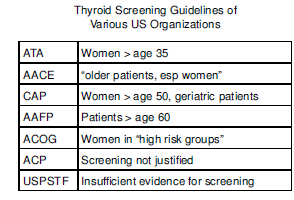 Thyroid Screening Guidelines of
Various US Organizations
ATA Women > age 35
AACE “older patients, esp women”
CAP Women > age 50, geriatric patients
AAFP Patients > age 60
ACOG Women in “high risk groups”
ACP Screening not justified
USPSTF Insufficient evidence for screening